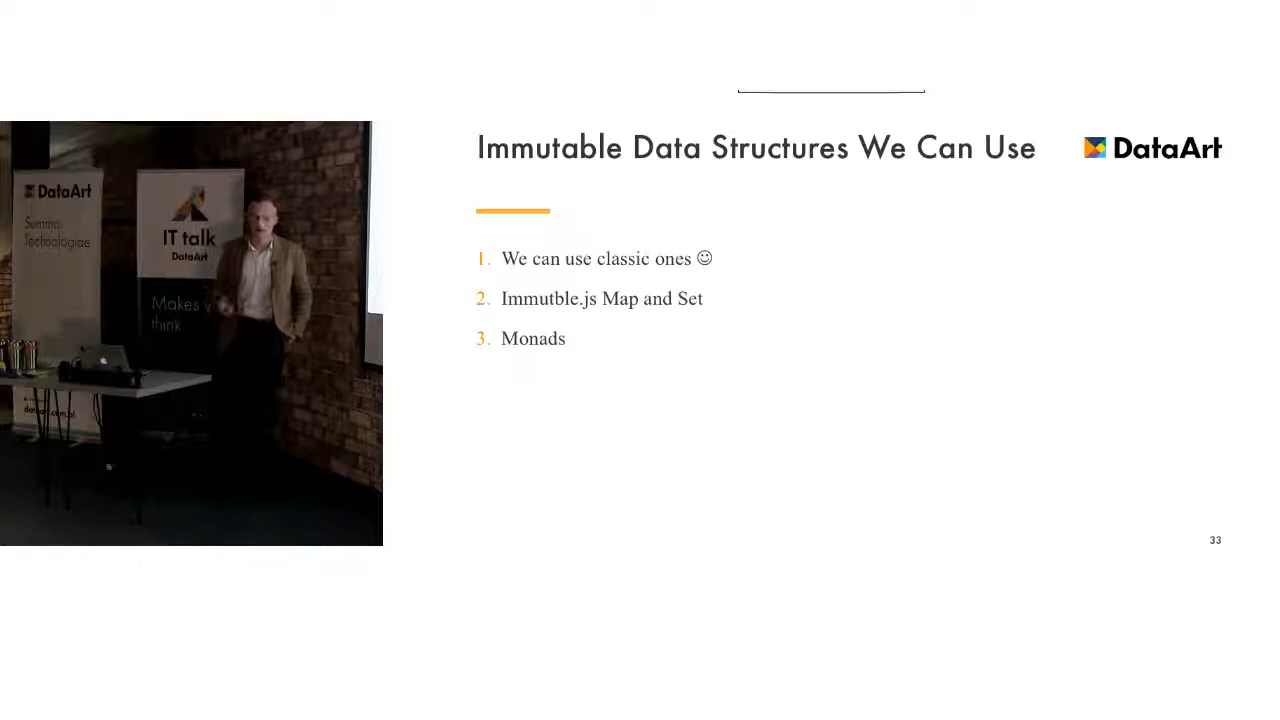 DataArt
Summa
Technologiae
IT talk
DataArt
Makes
think
Immutable Data Structures We Can Use
DataArt
1. We can use classic ones ☺
2. Immutble.js Map and Set
3. Monads
33